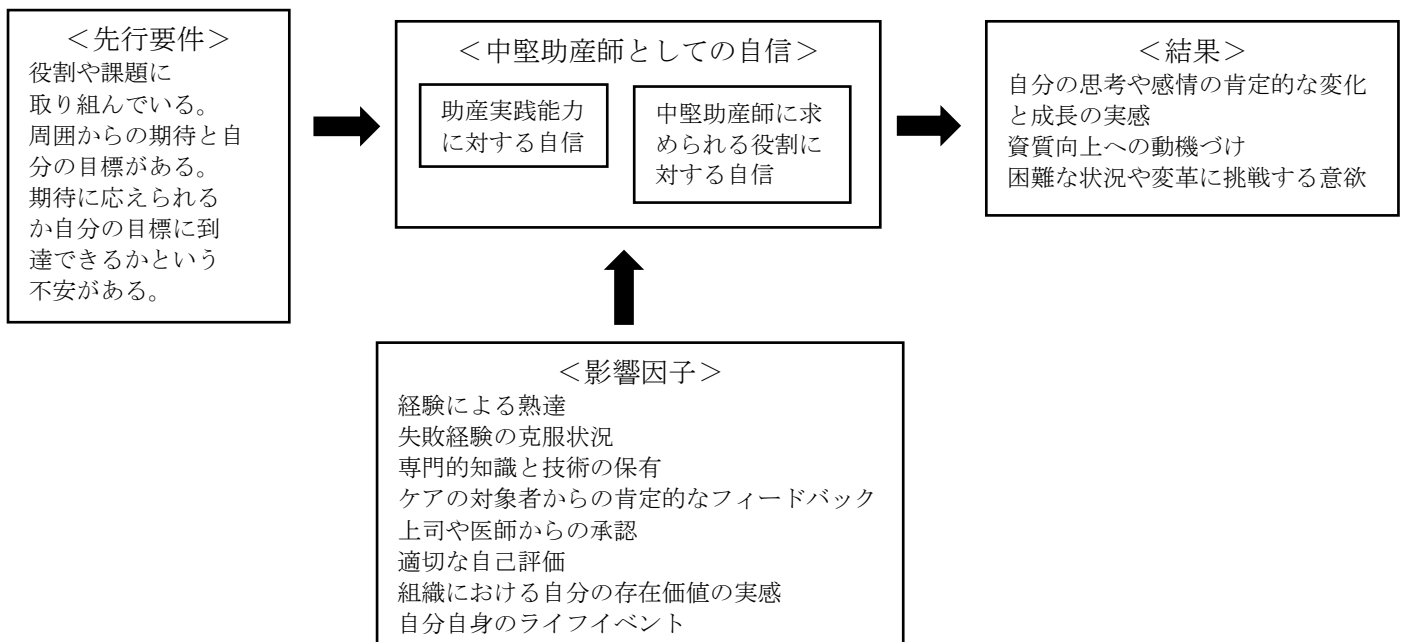 ＜先行要件＞
役割や課題に
取り組んでいる。
周囲からの期待と自
分の目標がある。
期待に応えられる
か自分の目標に到
達できるかという
不安がある。
＜中堅助産師としての自信＞
助産実践能力
に対する自信
中堅助産師に求
められる役割に
対する自信
＜結果＞
自分の思考や感情の肯定的な変化
と成長の実感
資質向上への動機づけ
困難な状況や変革に挑戦する意欲
＜影響因子＞
経験による熟達
失敗経験の克服状況
専門的知識と技術の保有
ケアの対象者からの肯定的なフィードバック
上司や医師からの承認
適切な自己評価
組織における自分の存在価値の実感
自分自身のライフイベント